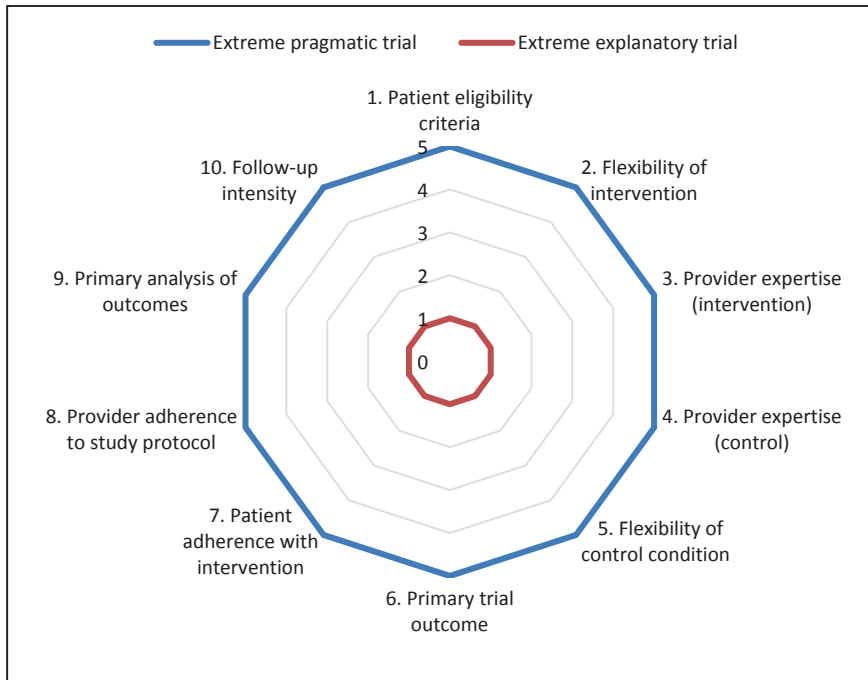 Extreme pragmatic trial
Extreme explanatory trial
1. Patient eligibility
criteria
2. Flexibility of
intervention
3. Provider expertise
(intervention)
4. Provider expertise
(control)
5. Flexibility of
control condition
6. Primary trial
outcome
7. Patient
adherence with
intervention
8. Provider adherence
to study protocol
9. Primary analysis of
outcomes
10. Follow-up
intensity
5
4
3
2
1
0